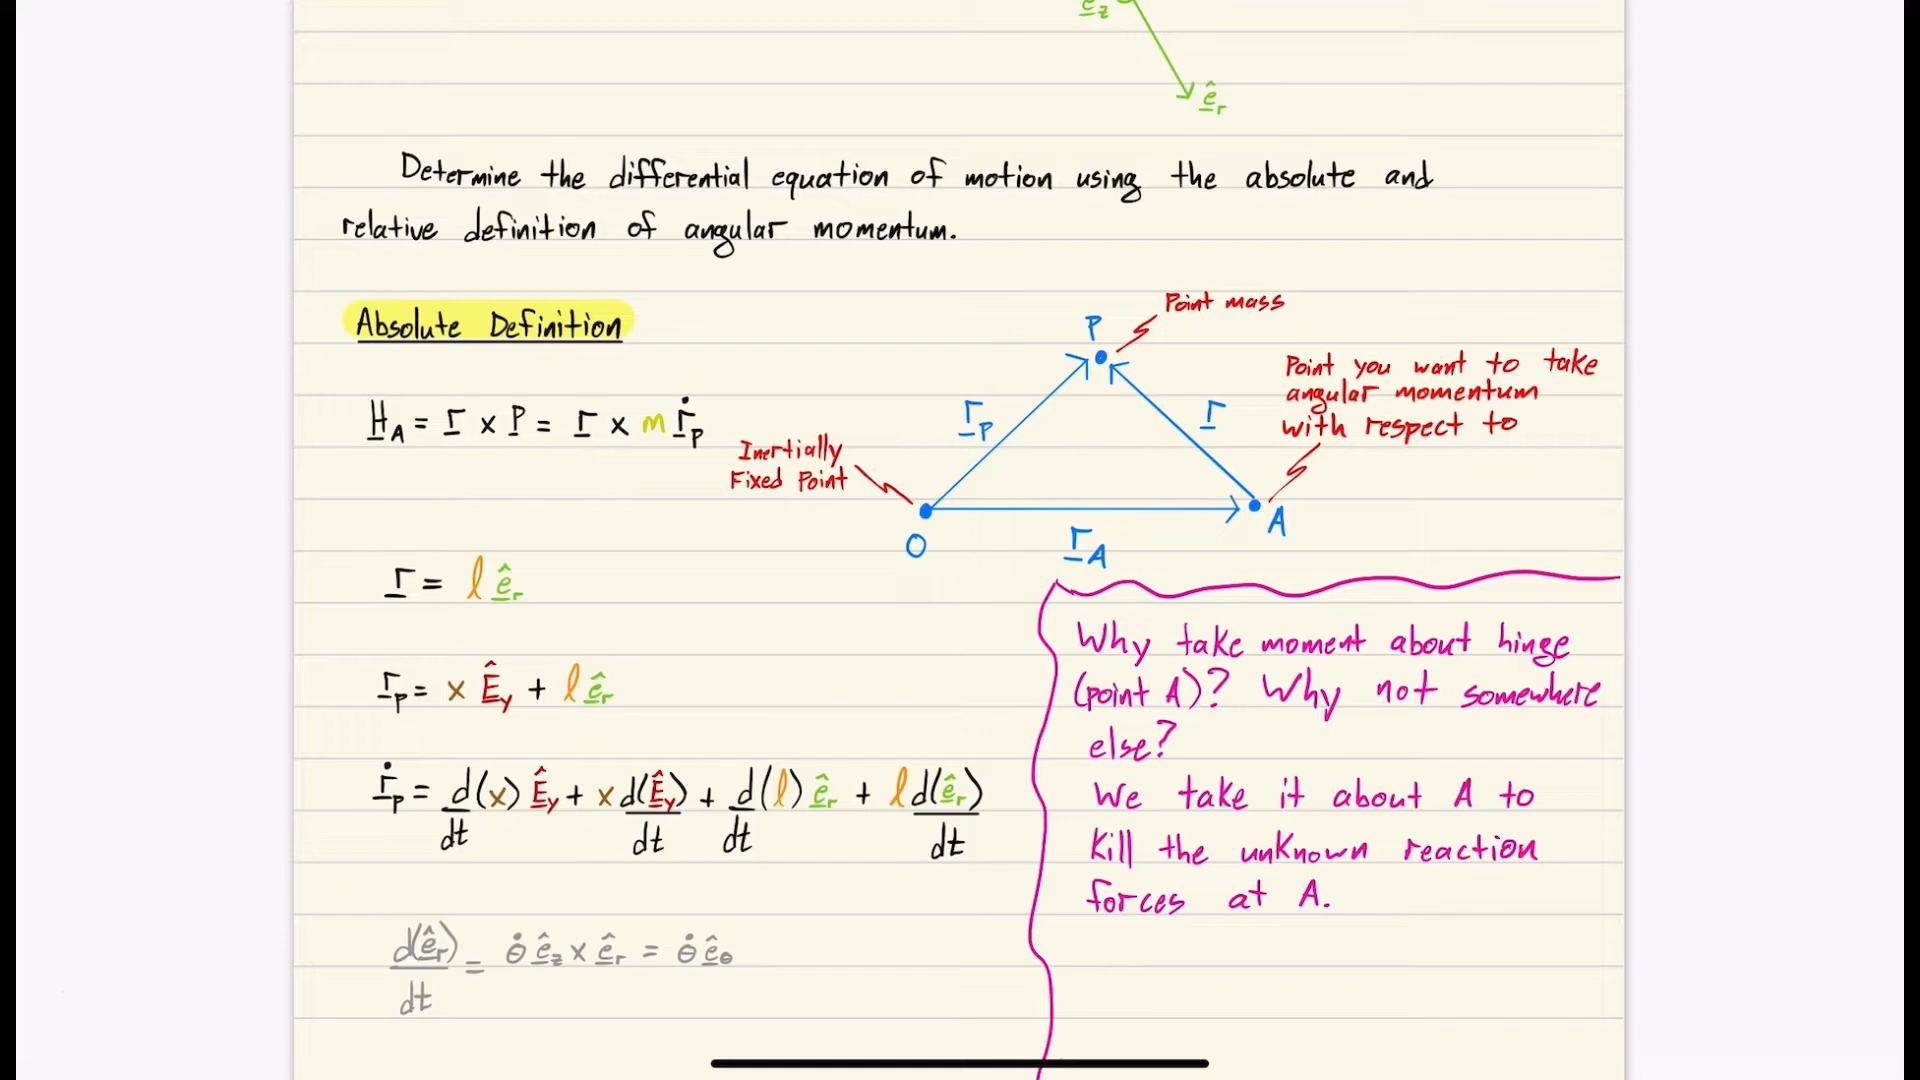 ê_z
ê_r
Determine the differential equation of motion using the absolute and
relative definition of angular momentum.
Absolute Definition
H_A = r × P = r × m ṙ_p
P
Point mass
Point you want to take
angular momentum
with respect to
r_P
r
Inertially
Fixed Point
O
A
r_A
r = l ê_r
r_p = x Ê_y + l ê_r
ṙ_p = d(x)/dt Ê_y + x d(Ê_y)/dt + d(l)/dt ê_r + l d(ê_r)/dt
d(ê_r)/dt = θ̇ ê_z × ê_r = θ̇ ê_θ
Why take moment about hinge
(point A)? Why not somewhere
else?
We take it about A to
Kill the unknown reaction
forces at A.